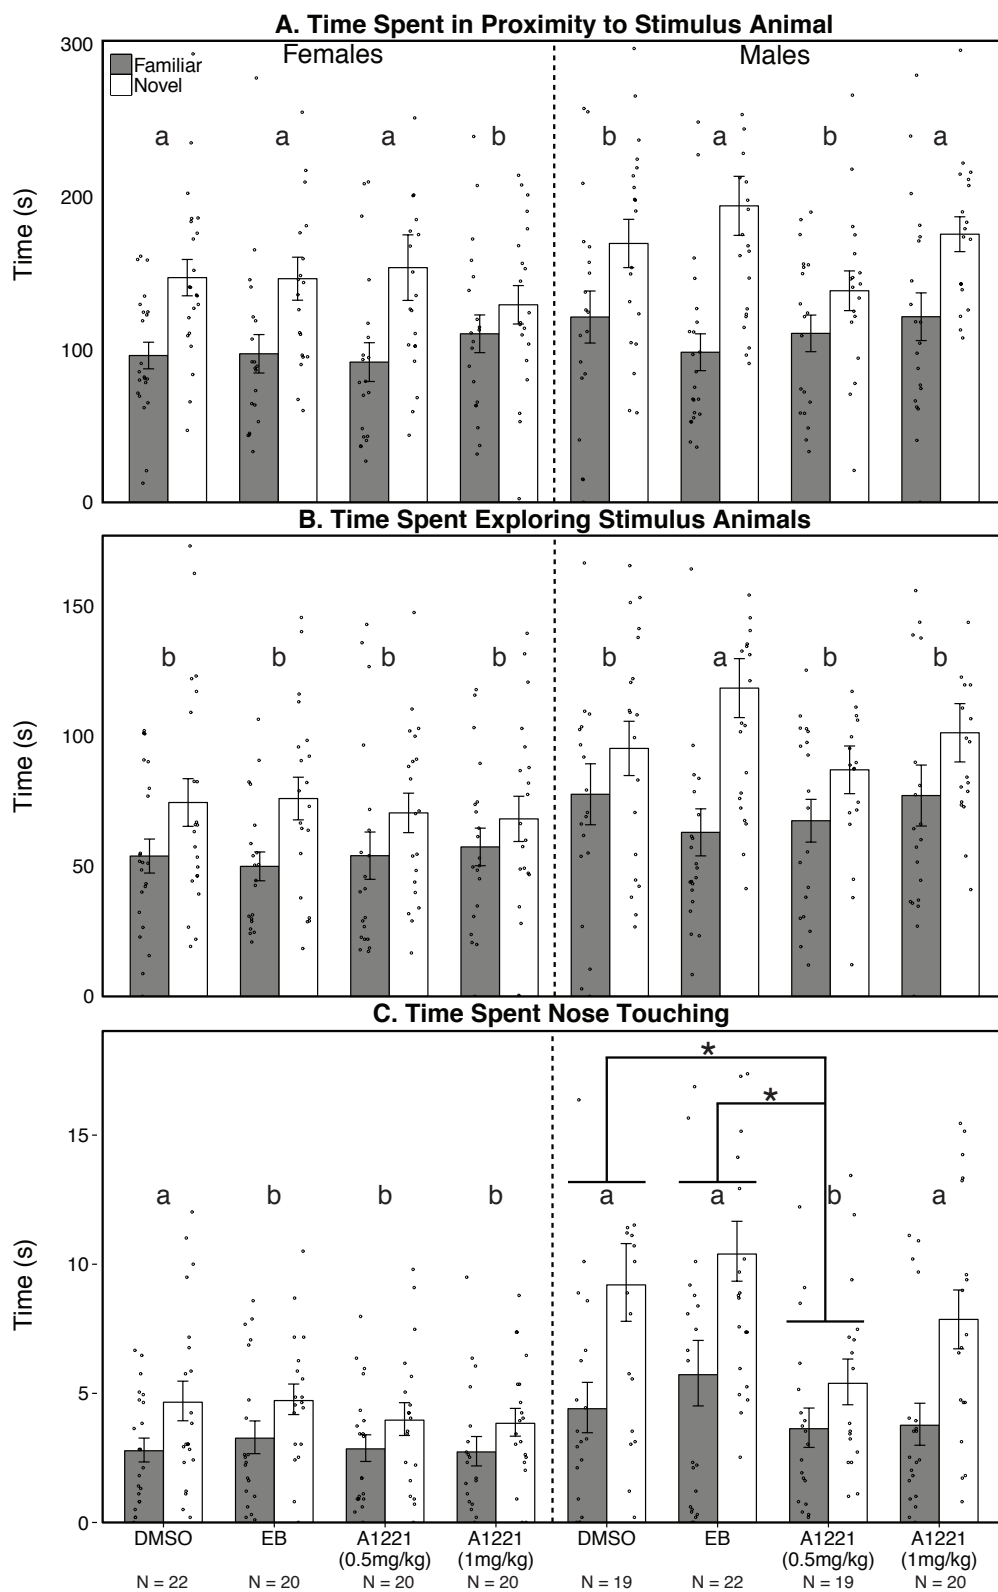 A. Time Spent in Proximity to Stimulus Animal
Females
Males
Familiar
Novel
a a a b b a b a
Time (s)
300
200
100
0
B. Time Spent Exploring Stimulus Animals
b b b b b a b b
Time (s)
150
100
50
0
C. Time Spent Nose Touching
*
*
a b b b a a b a
Time (s)
15
10
5
0
DMSO EB A1221 (0.5mg/kg) A1221 (1mg/kg) DMSO EB A1221 (0.5mg/kg) A1221 (1mg/kg)
N = 22 N = 20 N = 20 N = 20 N = 19 N = 22 N = 19 N = 20